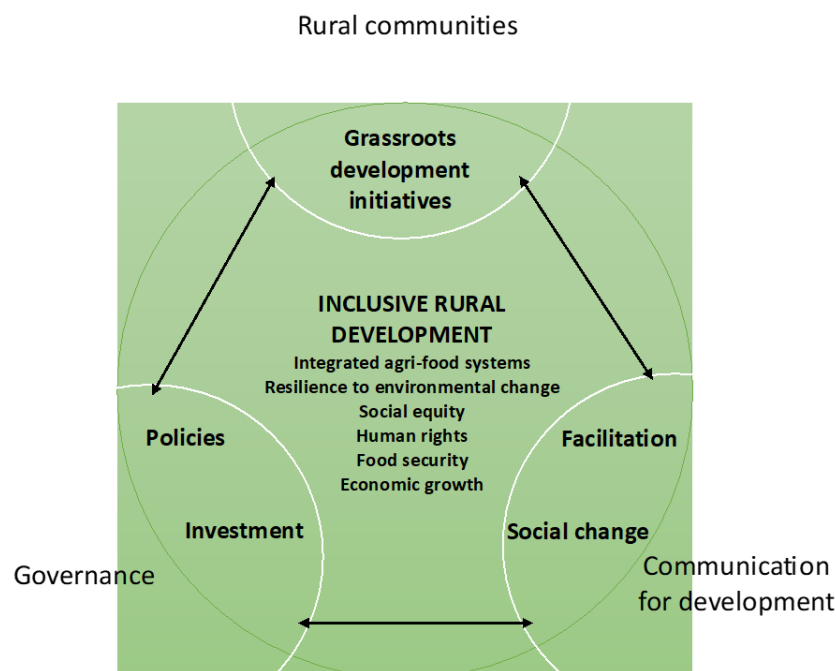 Rural communities
Grassroots
development
initiatives
INCLUSIVE RURAL
DEVELOPMENT
Integrated agri-food systems
Resilience to environmental change
Social equity
Human rights
Food security
Economic growth
Policies
Investment
Governance
Facilitation
Social change
Communication
for development